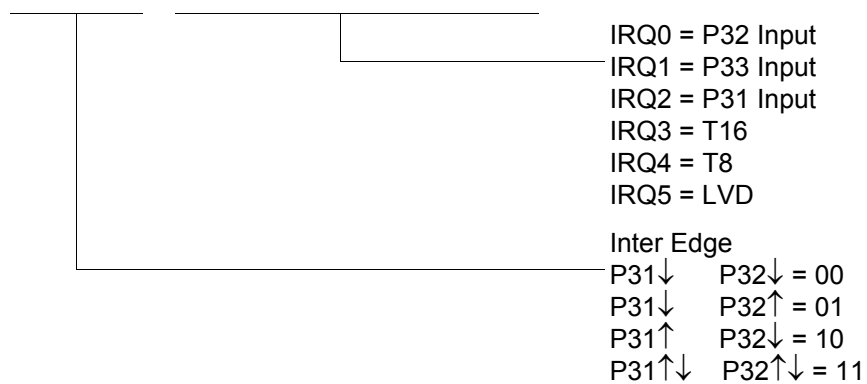 IRQ0 = P32 Input
IRQ1 = P33 Input
IRQ2 = P31 Input
IRQ3 = T16
IRQ4 = T8
IRQ5 = LVD
Inter Edge
P31↓ P32↓ = 00
P31↓ P32↑ = 01
P31↑ P32↓ = 10
P31↑↓ P32↑↓ = 11